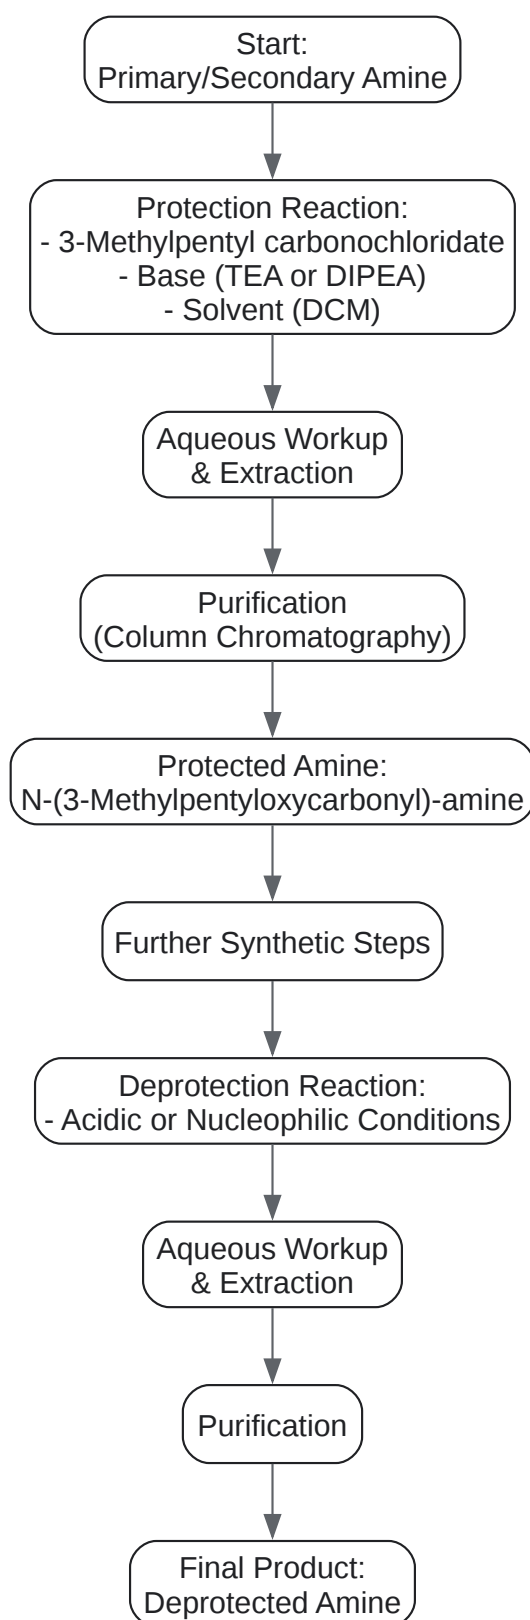 Start:
Primary/Secondary Amine
Protection Reaction:
- 3-Methylpentyl carbonochloridate
- Base (TEA or DIPEA)
- Solvent (DCM)
Aqueous Workup
& Extraction
Purification
(Column Chromatography)
Protected Amine:
N-(3-Methylpentyloxycarbonyl)-amine
Further Synthetic Steps
Deprotection Reaction:
- Acidic or Nucleophilic Conditions
Aqueous Workup
& Extraction
Purification
Final Product:
Deprotected Amine